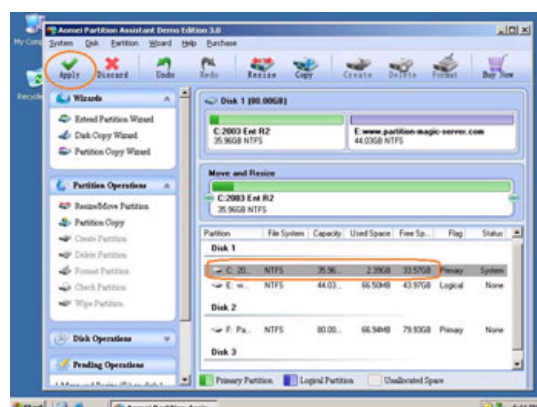 My Comp
Recycle
Aomei Partition Assistant Demo Edition 3.0
System Disk Partition Wizard Help Purchase
Apply Discard Undo Redo Resize Copy Create Delete Format Buy Now
Wizards
Extend Partition Wizard
Disk Copy Wizard
Partition Copy Wizard
Partition Operations
Resize/Move Partition
Partition Copy
Create Partition
Delete Partition
Format Partition
Check Partition
Wipe Partition
Disk Operations
Pending Operations
Disk 1 (80.00GB)
C:2003 Ent R2
35.96GB NTFS
E:www.partition-magic-server.com
44.03GB NTFS
Move and Resize
C:2003 Ent R2
35.96GB NTFS
Partition File System Capacity Used Space Free Sp... Flag Status
Disk 1
C: 20... NTFS 35.96... 2.39GB 33.57GB Primary System
E: w... NTFS 44.03... 66.50MB 43.97GB Logical None
Disk 2
F: Pa... NTFS 80.00... 66.94MB 79.93GB Primary None
Disk 3
Primary Partition Logical Partition Unallocated Space